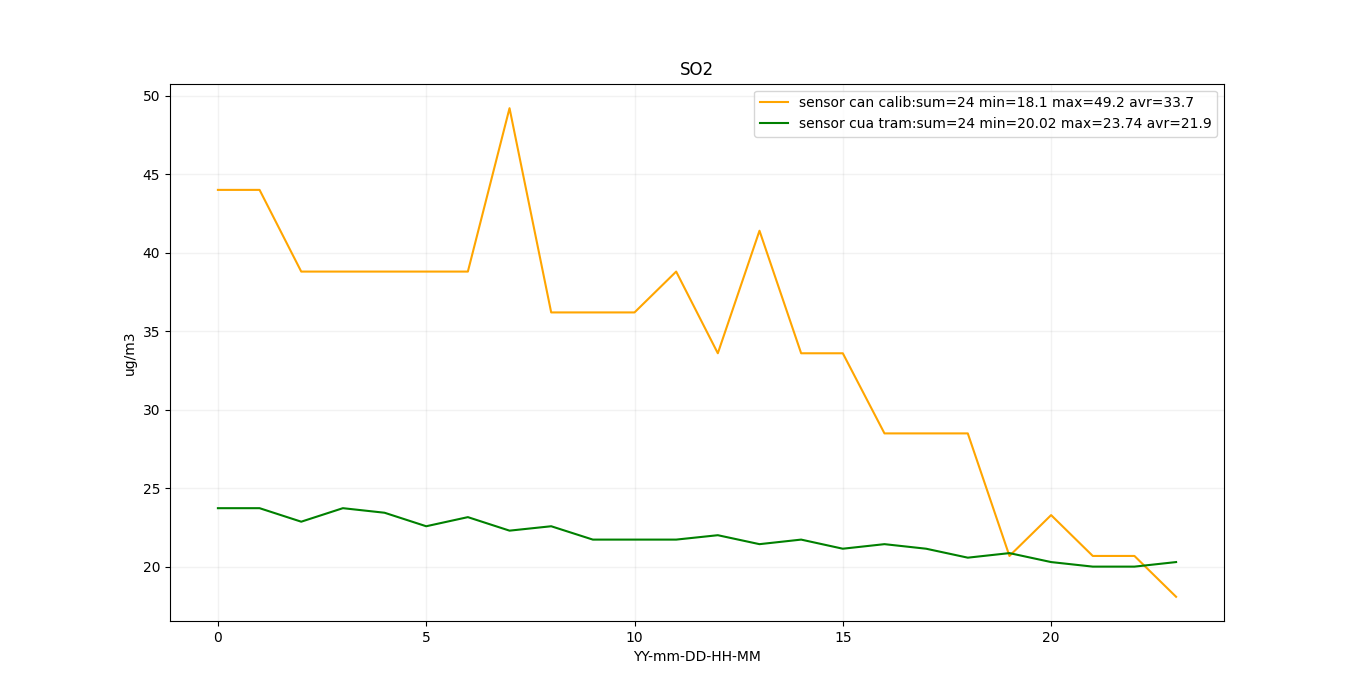 SO2
sensor can calib:sum=24 min=18.1 max=49.2 avr=33.7
sensor cua tram:sum=24 min=20.02 max=23.74 avr=21.9
50
45
40
35
30
25
20
ug/m3
0 5 10 15 20
YY-mm-DD-HH-MM